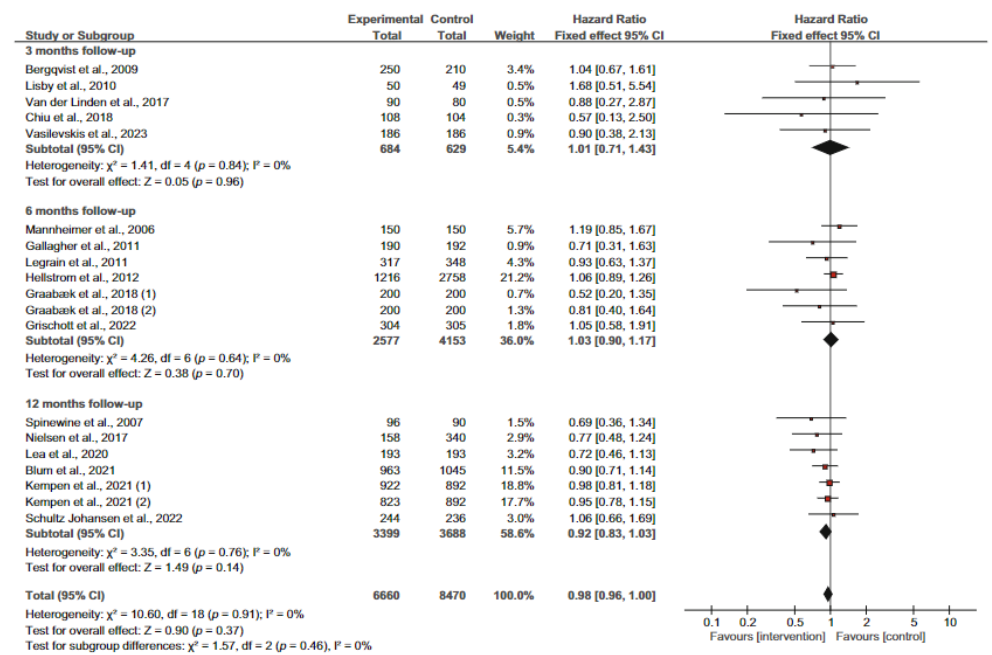 Experimental Control Hazard Ratio Hazard Ratio
Study or Subgroup Total Total Weight Fixed effect 95% CI Fixed effect 95% CI
3 months follow-up
Bergqvist et al., 2009 250 210 3.4% 1.04 [0.67, 1.61]
Lisby et al., 2010 50 49 0.5% 1.68 [0.51, 5.54]
Van der Linden et al., 2017 90 80 0.5% 0.88 [0.27, 2.87]
Chiu et al., 2018 108 104 0.3% 0.57 [0.13, 2.50]
Vasilevskis et al., 2023 186 186 0.9% 0.90 [0.38, 2.13]
Subtotal (95% CI) 684 629 5.4% 1.01 [0.71, 1.43]
Heterogeneity: χ² = 1.41, df = 4 (p = 0.84); I² = 0%
Test for overall effect: Z = 0.05 (p = 0.96)
6 months follow-up
Mannheimer et al., 2006 150 150 5.7% 1.19 [0.85, 1.67]
Gallagher et al., 2011 190 192 0.9% 0.71 [0.31, 1.63]
Legrain et al., 2011 317 348 4.3% 0.93 [0.63, 1.37]
Hellstrom et al., 2012 1216 2758 21.2% 1.06 [0.89, 1.26]
Graabæk et al., 2018 (1) 200 200 0.7% 0.52 [0.20, 1.35]
Graabæk et al., 2018 (2) 200 200 1.3% 0.81 [0.40, 1.64]
Grischott et al., 2022 304 305 1.8% 1.05 [0.58, 1.91]
Subtotal (95% CI) 2577 4153 36.0% 1.03 [0.90, 1.17]
Heterogeneity: χ² = 4.26, df = 6 (p = 0.64); I² = 0%
Test for overall effect: Z = 0.38 (p = 0.70)
12 months follow-up
Spinewine et al., 2007 96 90 1.5% 0.69 [0.36, 1.34]
Nielsen et al., 2017 158 340 2.9% 0.77 [0.48, 1.24]
Lea et al., 2020 193 193 3.2% 0.72 [0.46, 1.13]
Blum et al., 2021 963 1045 11.5% 0.90 [0.71, 1.14]
Kempen et al., 2021 (1) 922 892 18.8% 0.98 [0.81, 1.18]
Kempen et al., 2021 (2) 823 892 17.7% 0.95 [0.78, 1.15]
Schultz Johansen et al., 2022 244 236 3.0% 1.06 [0.66, 1.69]
Subtotal (95% CI) 3399 3688 58.6% 0.92 [0.83, 1.03]
Heterogeneity: χ² = 3.35, df = 6 (p = 0.76); I² = 0%
Test for overall effect: Z = 1.49 (p = 0.14)
Total (95% CI) 6660 8470 100.0% 0.98 [0.96, 1.00]
Heterogeneity: χ² = 10.60, df = 18 (p = 0.91); I² = 0%
Test for overall effect: Z = 0.90 (p = 0.37)
Test for subgroup differences: χ² = 1.57, df = 2 (p = 0.46), I² = 0%
0.1 0.2 0.5 1 2 5 10
Favours [intervention] Favours [control]